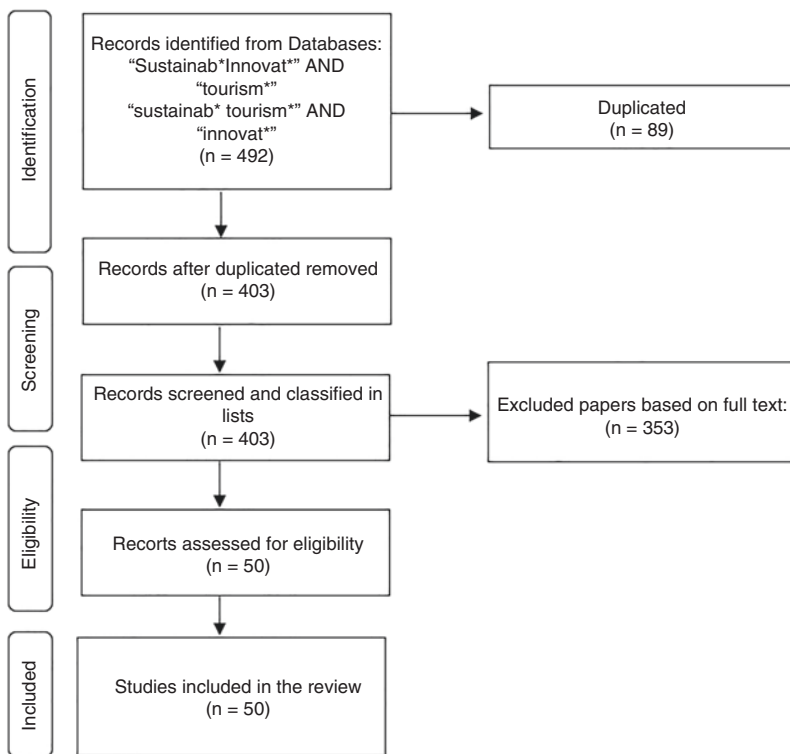 Identification
Records identified from Databases:
“Sustainab*Innovat*” AND
“tourism*”
“sustainab* tourism*” AND
“innovat*”
(n = 492)
Duplicated
(n = 89)
Records after duplicated removed
(n = 403)
Screening
Records screened and classified in
lists
(n = 403)
Excluded papers based on full text:
(n = 353)
Eligibility
Recorts assessed for eligibility
(n = 50)
Included
Studies included in the review
(n = 50)